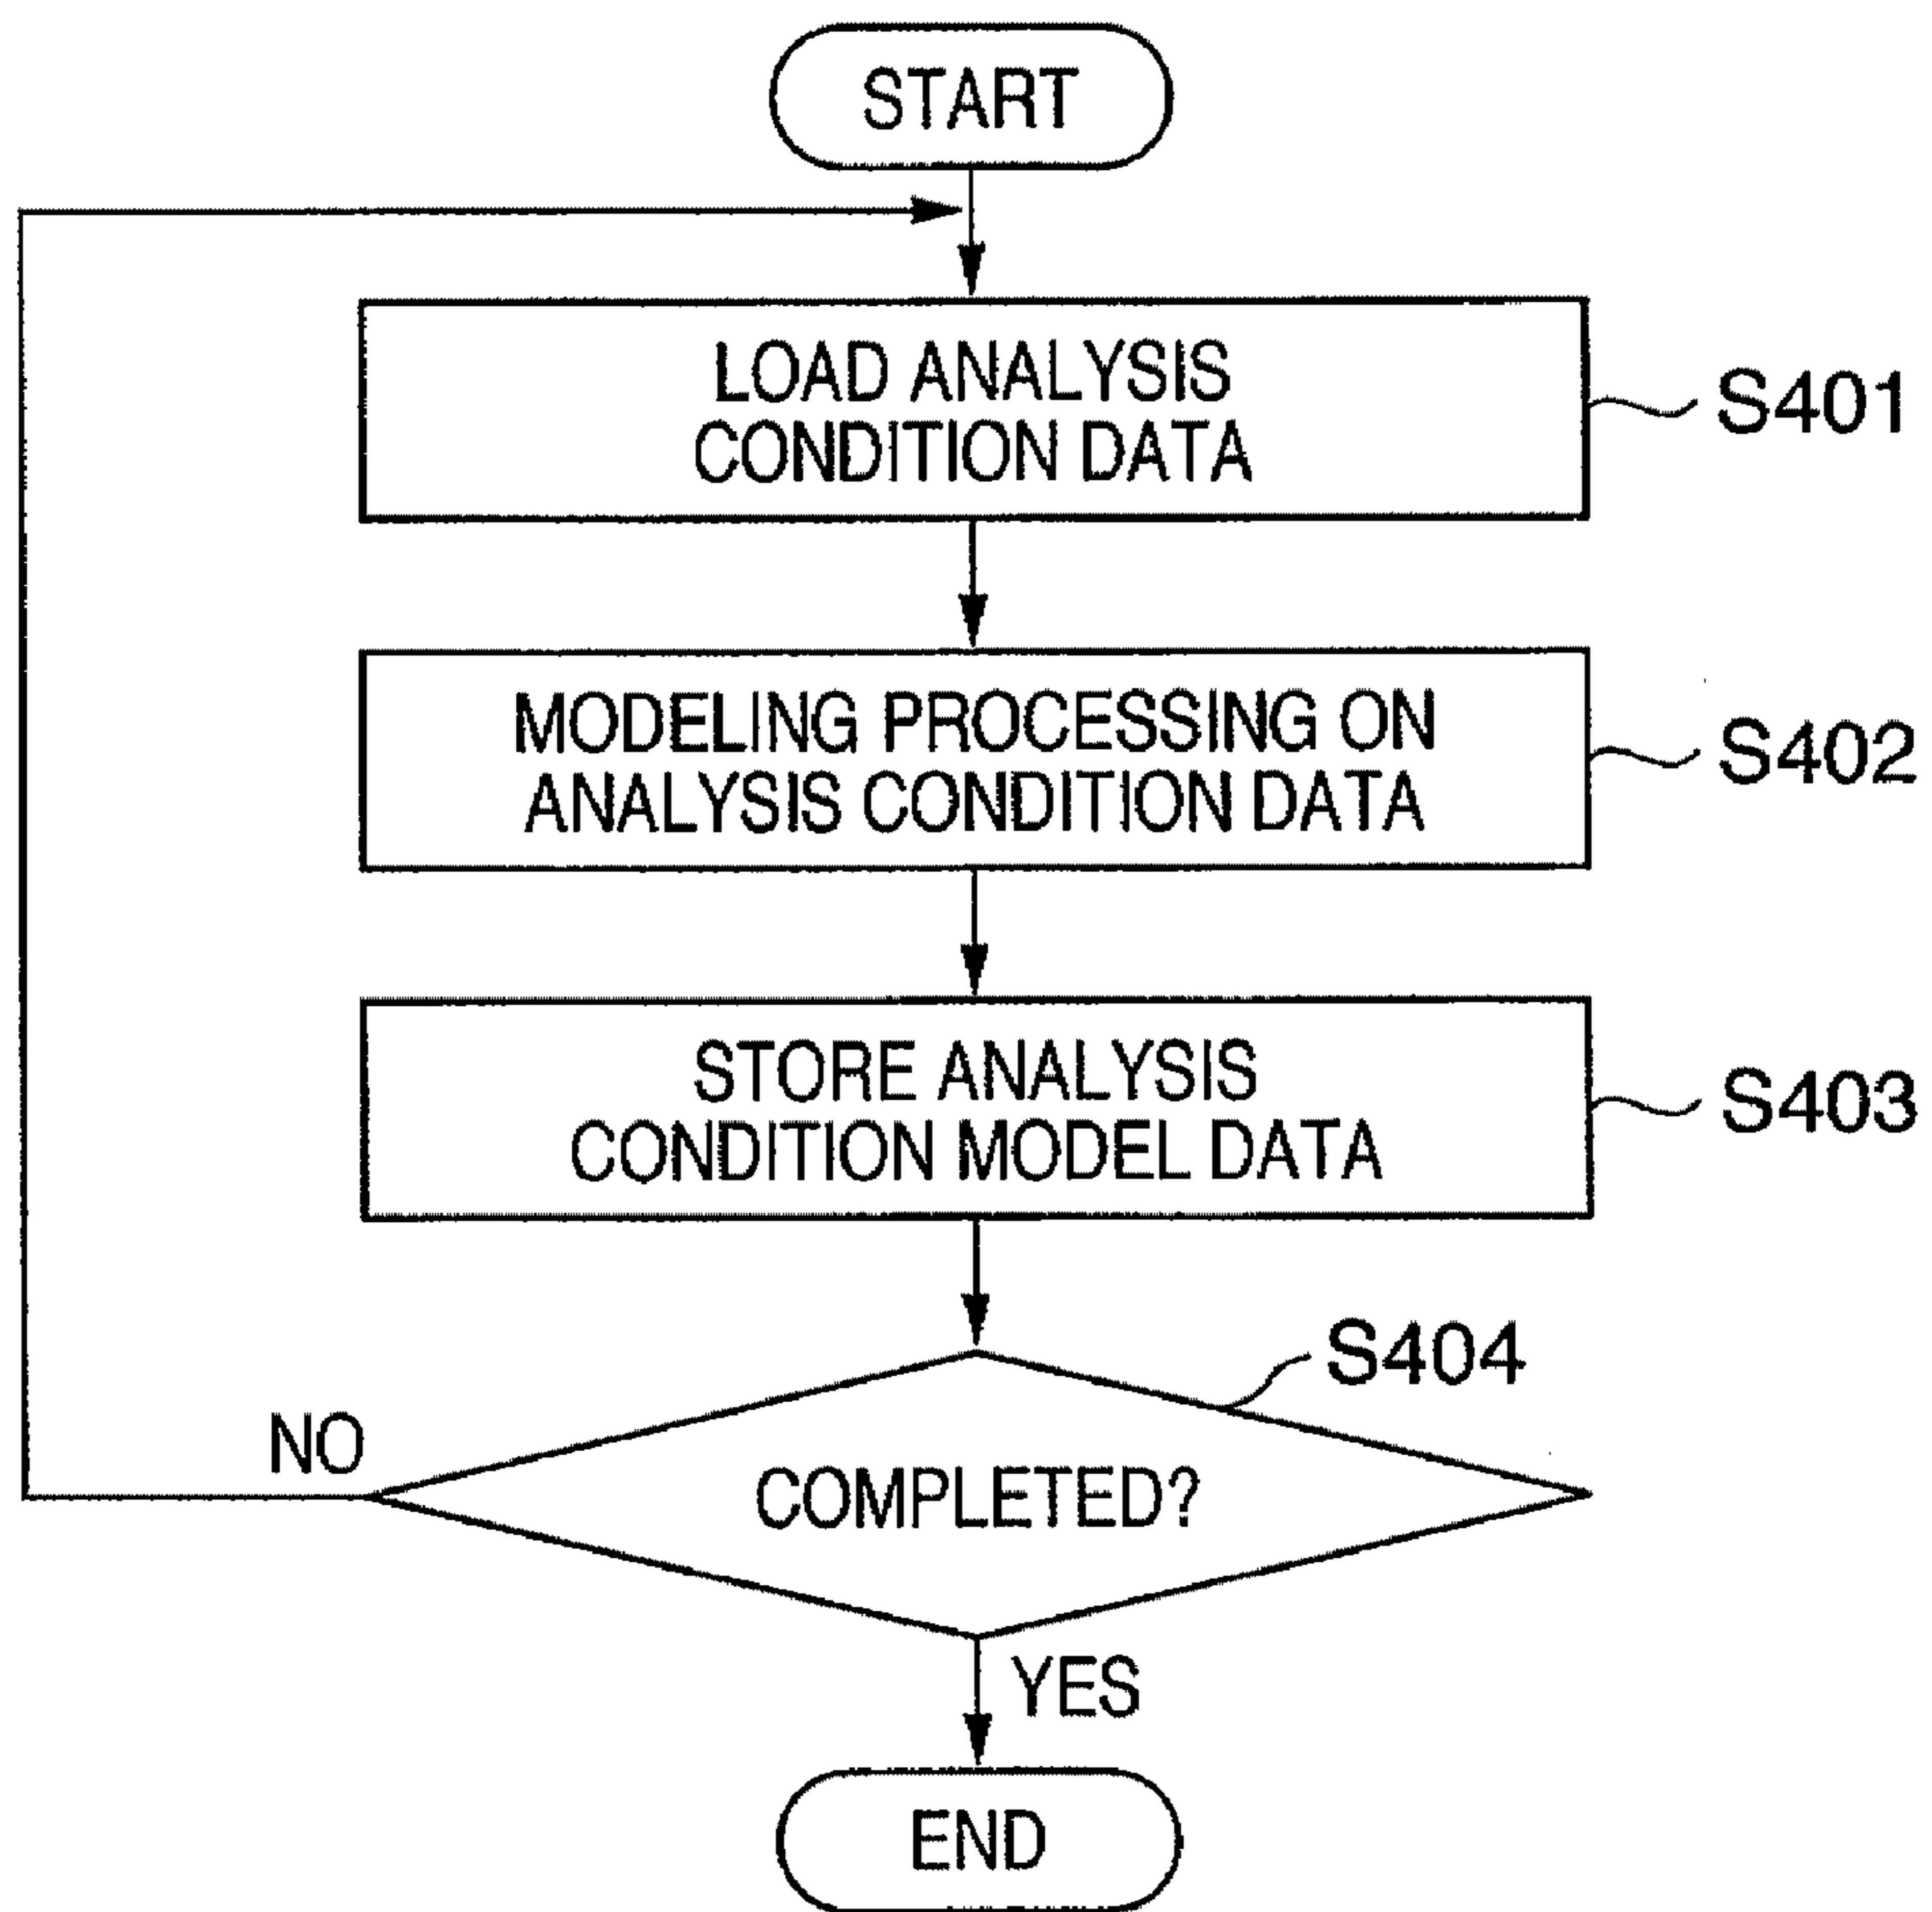 START
LOAD ANALYSIS
CONDITION DATA
S401
MODELING PROCESSING ON
ANALYSIS CONDITION DATA
S402
STORE ANALYSIS
CONDITION MODEL DATA
S403
S404
NO
COMPLETED?
YES
END